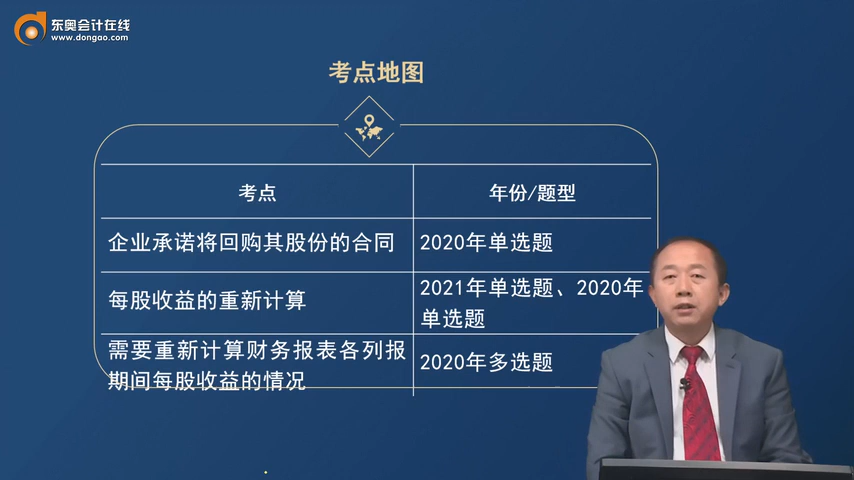 东奥会计在线
www.dongao.com
考点地图
考点
年份/题型
企业承诺将回购其股份的合同
2020年单选题
每股收益的重新计算
2021年单选题、2020年
单选题
需要重新计算财务报表各列报
期间每股收益的情况
2020年多选题